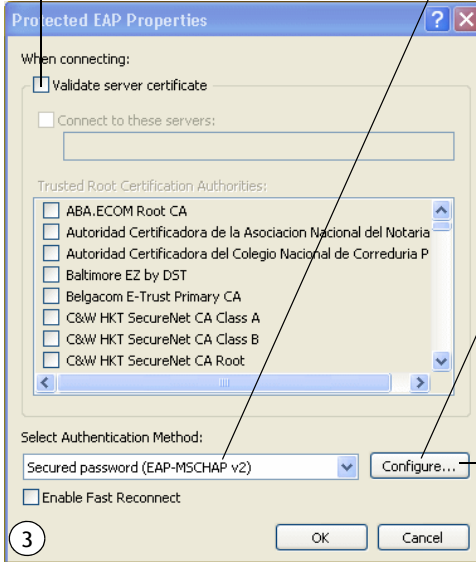 Protected EAP Properties
When connecting:
Validate server certificate
Connect to these servers:
Trusted Root Certification Authorities:
ABA.ECOM Root CA
Autoridad Certificadora de la Asociacion Nacional del Notaria
Autoridad Certificadora del Colegio Nacional de Correduria P
Baltimore EZ by DST
Belgacom E-Trust Primary CA
C&W HKT SecureNet CA Class A
C&W HKT SecureNet CA Class B
C&W HKT SecureNet CA Root
Select Authentication Method:
Secured password (EAP-MSCHAP v2)
Configure...
Enable Fast Reconnect
3
OK
Cancel